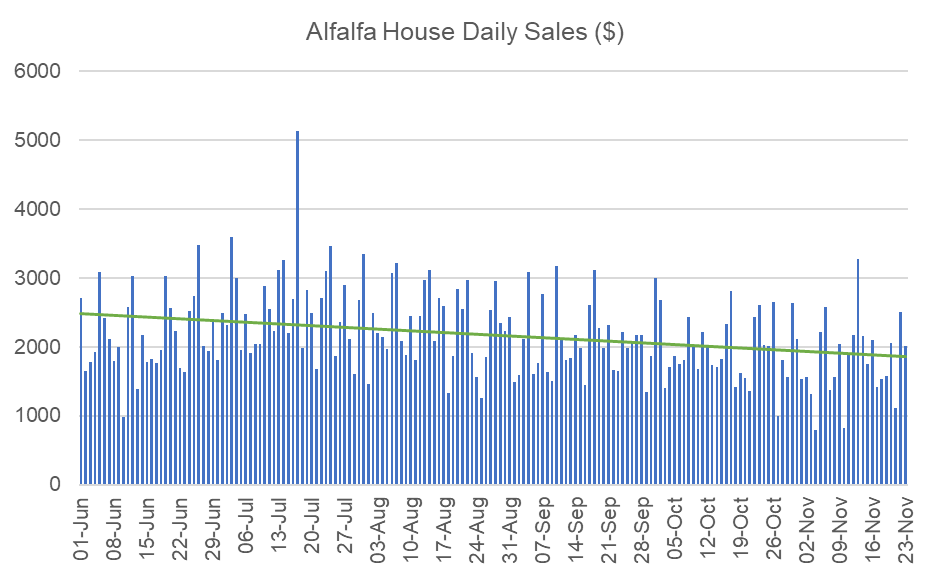 Alfalfa House Daily Sales ($)
6000
5000
4000
3000
2000
1000
0
01-Jun
08-Jun
15-Jun
22-Jun
29-Jun
06-Jul
13-Jul
20-Jul
27-Jul
03-Aug
10-Aug
17-Aug
24-Aug
31-Aug
07-Sep
14-Sep
21-Sep
28-Sep
05-Oct
12-Oct
19-Oct
26-Oct
02-Nov
09-Nov
16-Nov
23-Nov